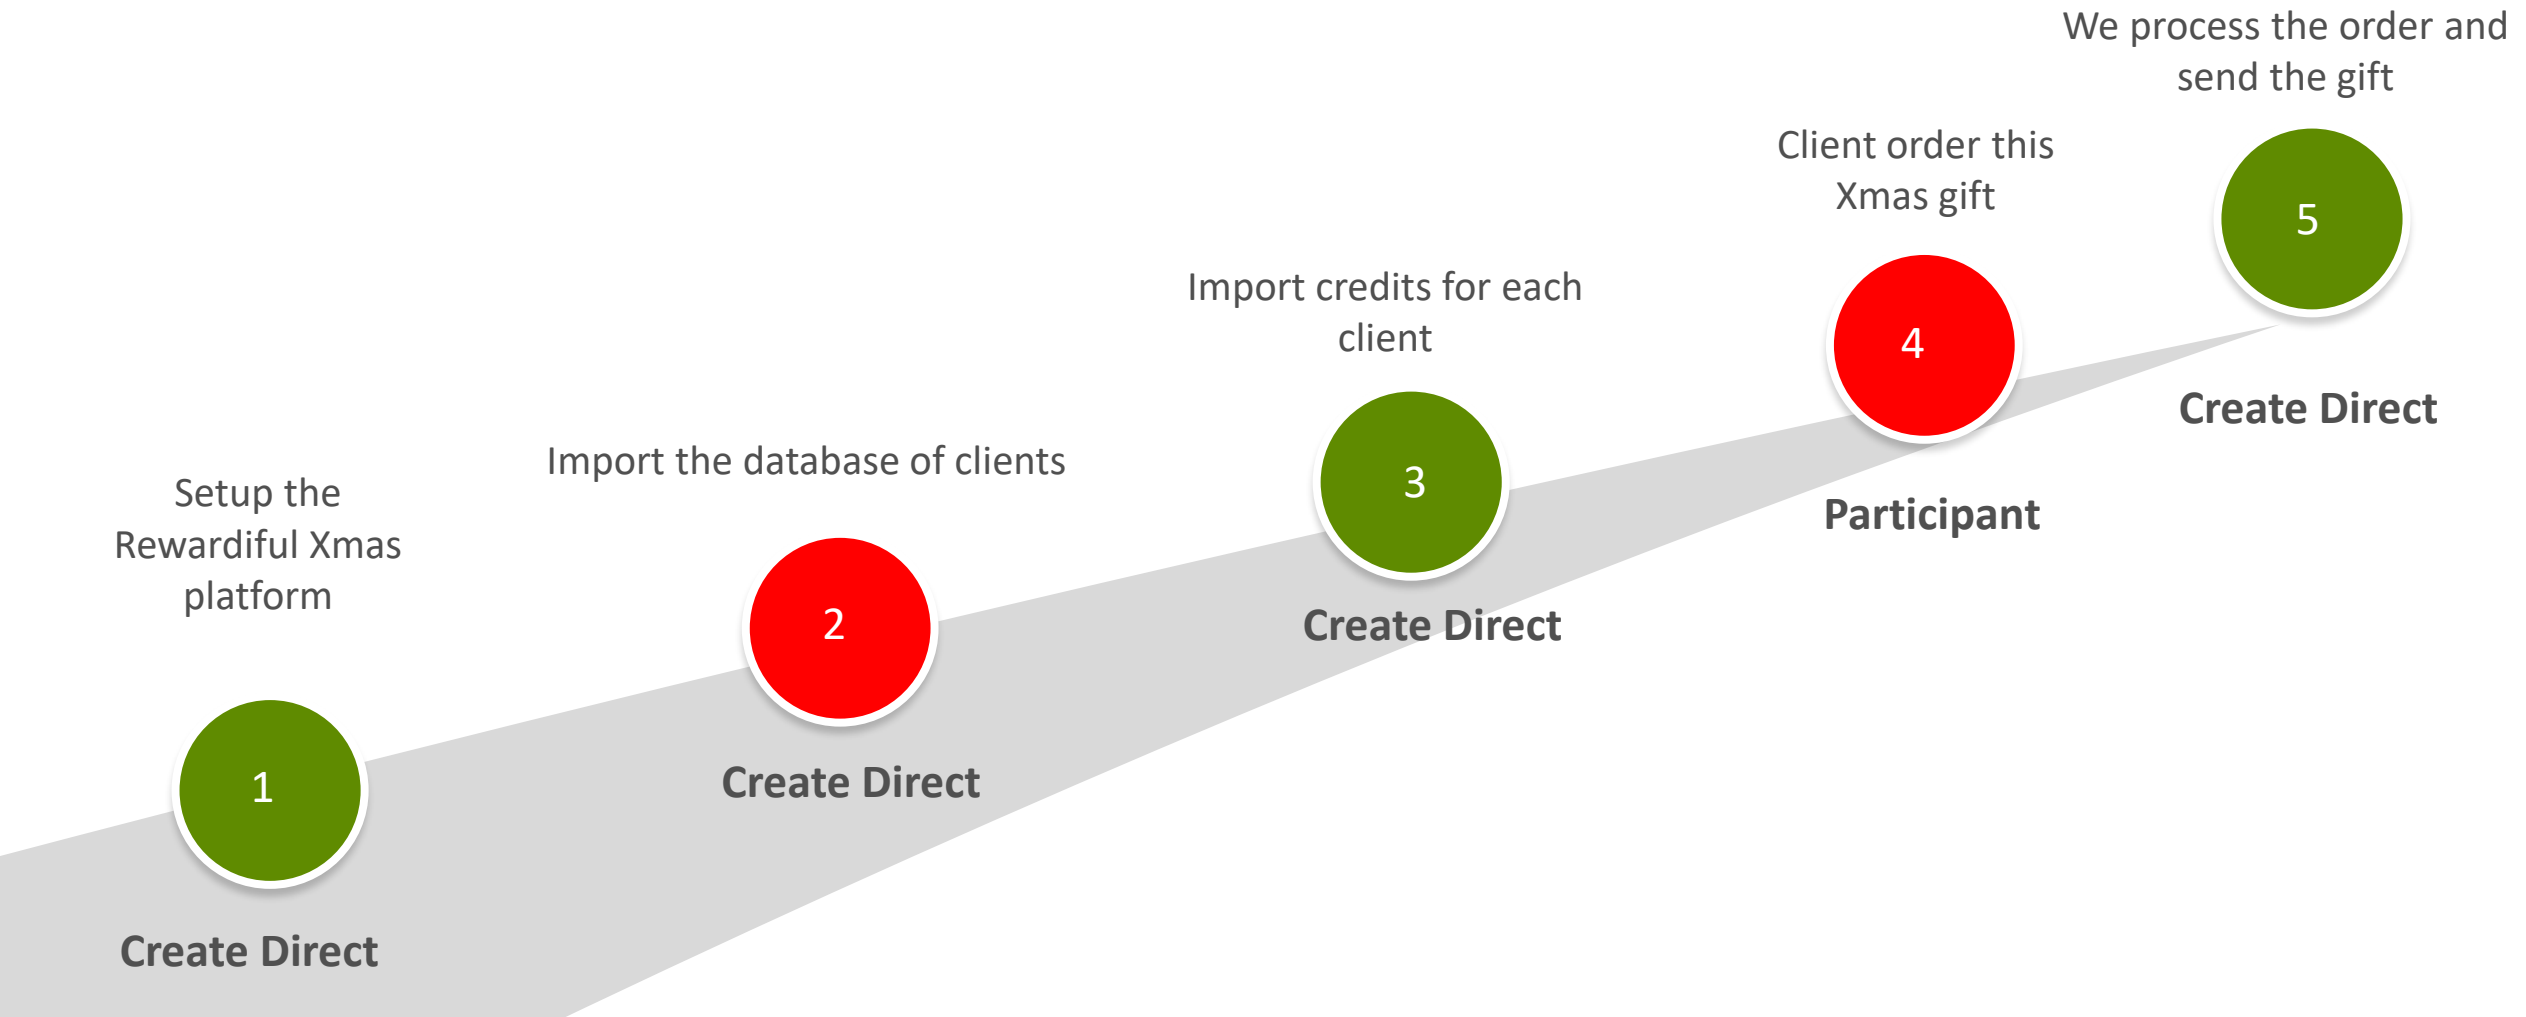 Setup the
Rewardiful Xmas
platform
1
Create Direct
Import the database of clients
2
Create Direct
Import credits for each
client
3
Create Direct
Client order this
Xmas gift
4
Participant
We process the order and
send the gift
5
Create Direct